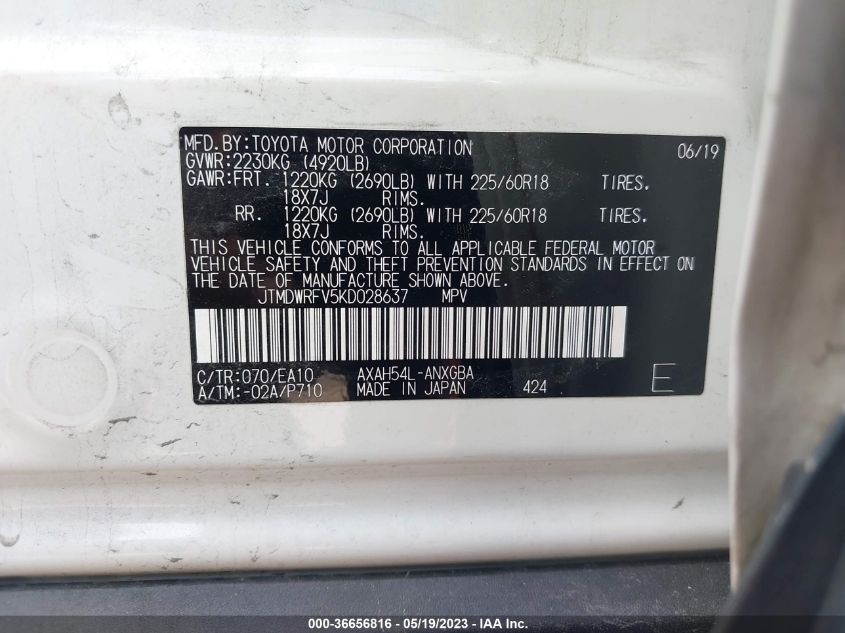 MFD.BY:TOYOTA MOTOR CORPORATION 06/19
GVWR:2230KG (4920LB)
GAWR:FRT. 1220KG (2690LB) WITH 225/60R18 TIRES.
18X7J RIMS.
RR. 1220KG (2690LB) WITH 225/60R18 TIRES.
18X7J RIMS.
THIS VEHICLE CONFORMS TO ALL APPLICABLE FEDERAL MOTOR
VEHICLE SAFETY AND THEFT PREVENTION STANDARDS IN EFFECT ON
THE DATE OF MANUFACTURE SHOWN ABOVE.
JTMDWRFV5KD028637 MPV
C/TR:070/EA10 AXAH54L-ANXGBA
A/TM:-02A/P710 MADE IN JAPAN 424 E
000-36656816 / 05/19/2023 - IAA Inc.